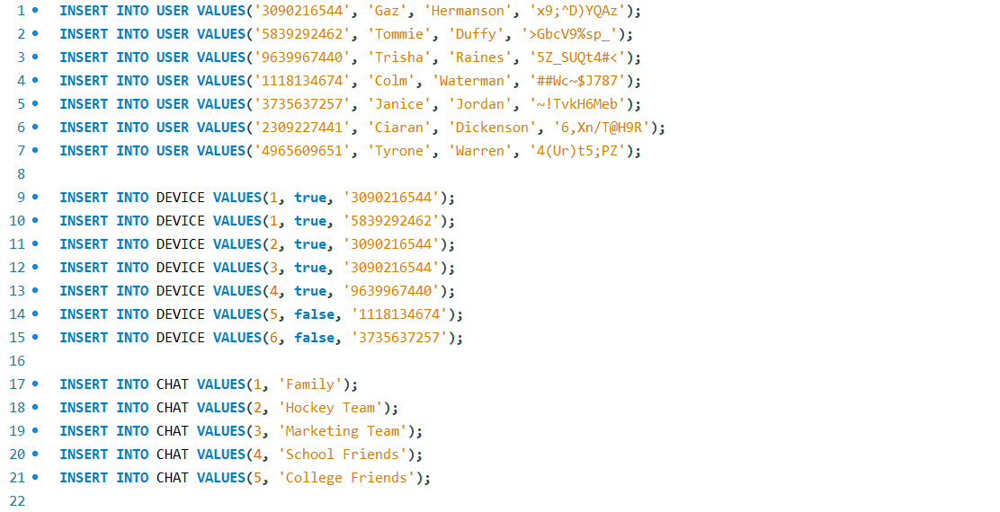 1 INSERT INTO USER VALUES('3090216544', 'Gaz', 'Hermanson', 'x9;^D)YQAz');
2 INSERT INTO USER VALUES('5839292462', 'Tommie', 'Duffy', '>GbcV9%sp_');
3 INSERT INTO USER VALUES('9639967440', 'Trisha', 'Raines', '5Z_SUQt4#<');
4 INSERT INTO USER VALUES('1118134674', 'Colm', 'Waterman', '##Wc~$J787');
5 INSERT INTO USER VALUES('3735637257', 'Janice', 'Jordan', '~!TvkH6Meb');
6 INSERT INTO USER VALUES('2309227441', 'Ciaran', 'Dickenson', '6,Xn/T@H9R');
7 INSERT INTO USER VALUES('4965609651', 'Tyrone', 'Warren', '4(Ur)t5;PZ');
8
9 INSERT INTO DEVICE VALUES(1, true, '3090216544');
10 INSERT INTO DEVICE VALUES(1, true, '5839292462');
11 INSERT INTO DEVICE VALUES(2, true, '3090216544');
12 INSERT INTO DEVICE VALUES(3, true, '3090216544');
13 INSERT INTO DEVICE VALUES(4, true, '9639967440');
14 INSERT INTO DEVICE VALUES(5, false, '1118134674');
15 INSERT INTO DEVICE VALUES(6, false, '3735637257');
16
17 INSERT INTO CHAT VALUES(1, 'Family');
18 INSERT INTO CHAT VALUES(2, 'Hockey Team');
19 INSERT INTO CHAT VALUES(3, 'Marketing Team');
20 INSERT INTO CHAT VALUES(4, 'School Friends');
21 INSERT INTO CHAT VALUES(5, 'College Friends');
22